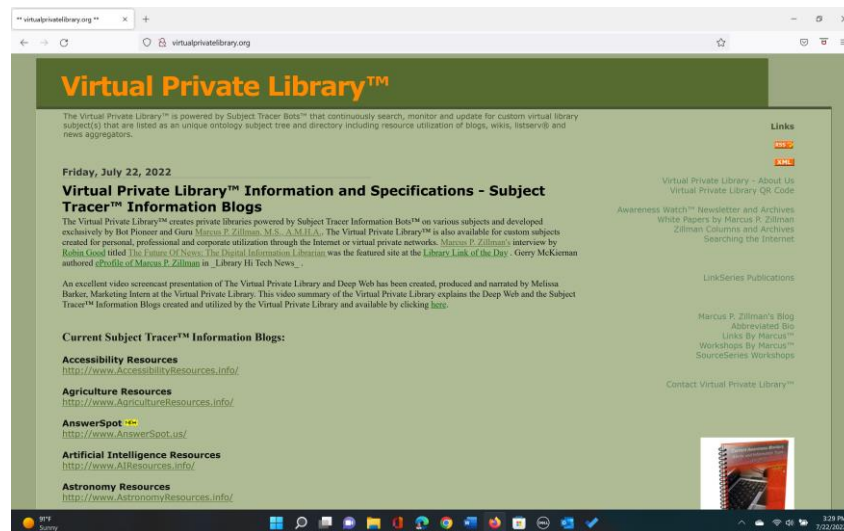 ** virtualprivatelibrary.org **
virtualprivatelibrary.org
Virtual Private Library™
The Virtual Private Library™ is powered by Subject Tracer Bots™ that continuously search, monitor and update for custom virtual library
subject(s) that are listed as an unique ontology subject tree and directory including resource utilization of blogs, wikis, listserv® and
news aggregators.
Friday, July 22, 2022
Virtual Private Library™ Information and Specifications - Subject
Tracer™ Information Blogs
The Virtual Private Library™ creates private libraries powered by Subject Tracer Information Bots™ on various subjects and developed
exclusively by Bot Pioneer and Guru Marcus P. Zillman, M.S., A.M.H.A.. The Virtual Private Library™ is also available for custom subjects
created for personal, professional and corporate utilization through the Internet or virtual private networks. Marcus P. Zillman's interview by
Robin Good titled The Future Of News: The Digital Information Librarian was the featured site at the Library Link of the Day . Gerry McKiernan
authored eProfile of Marcus P. Zillman in _Library Hi Tech News_ .
An excellent video screencast presentation of The Virtual Private Library and Deep Web has been created, produced and narrated by Melissa
Barker, Marketing Intern at the Virtual Private Library. This video summary of the Virtual Private Library explains the Deep Web and the Subject
Tracer™ Information Blogs created and utilized by the Virtual Private Library and available by clicking here.
Current Subject Tracer™ Information Blogs:
Accessibility Resources
http://www.AccessibilityResources.info/
Agriculture Resources
http://www.AgricultureResources.info/
AnswerSpot NEW
http://www.AnswerSpot.us/
Artificial Intelligence Resources
http://www.AIResources.info/
Astronomy Resources
http://www.AstronomyResources.info/
Links
RSS
XML
Virtual Private Library - About Us
Virtual Private Library QR Code
Awareness Watch™ Newsletter and Archives
White Papers by Marcus P. Zillman
Zillman Columns and Archives
Searching the Internet
LinkSeries Publications
Marcus P. Zillman's Blog
Abbreviated Bio
Links By Marcus™
Workshops By Marcus™
SourceSeries Workshops
Contact Virtual Private Library™
90°F
Sunny
3:29 PM
7/22/2022